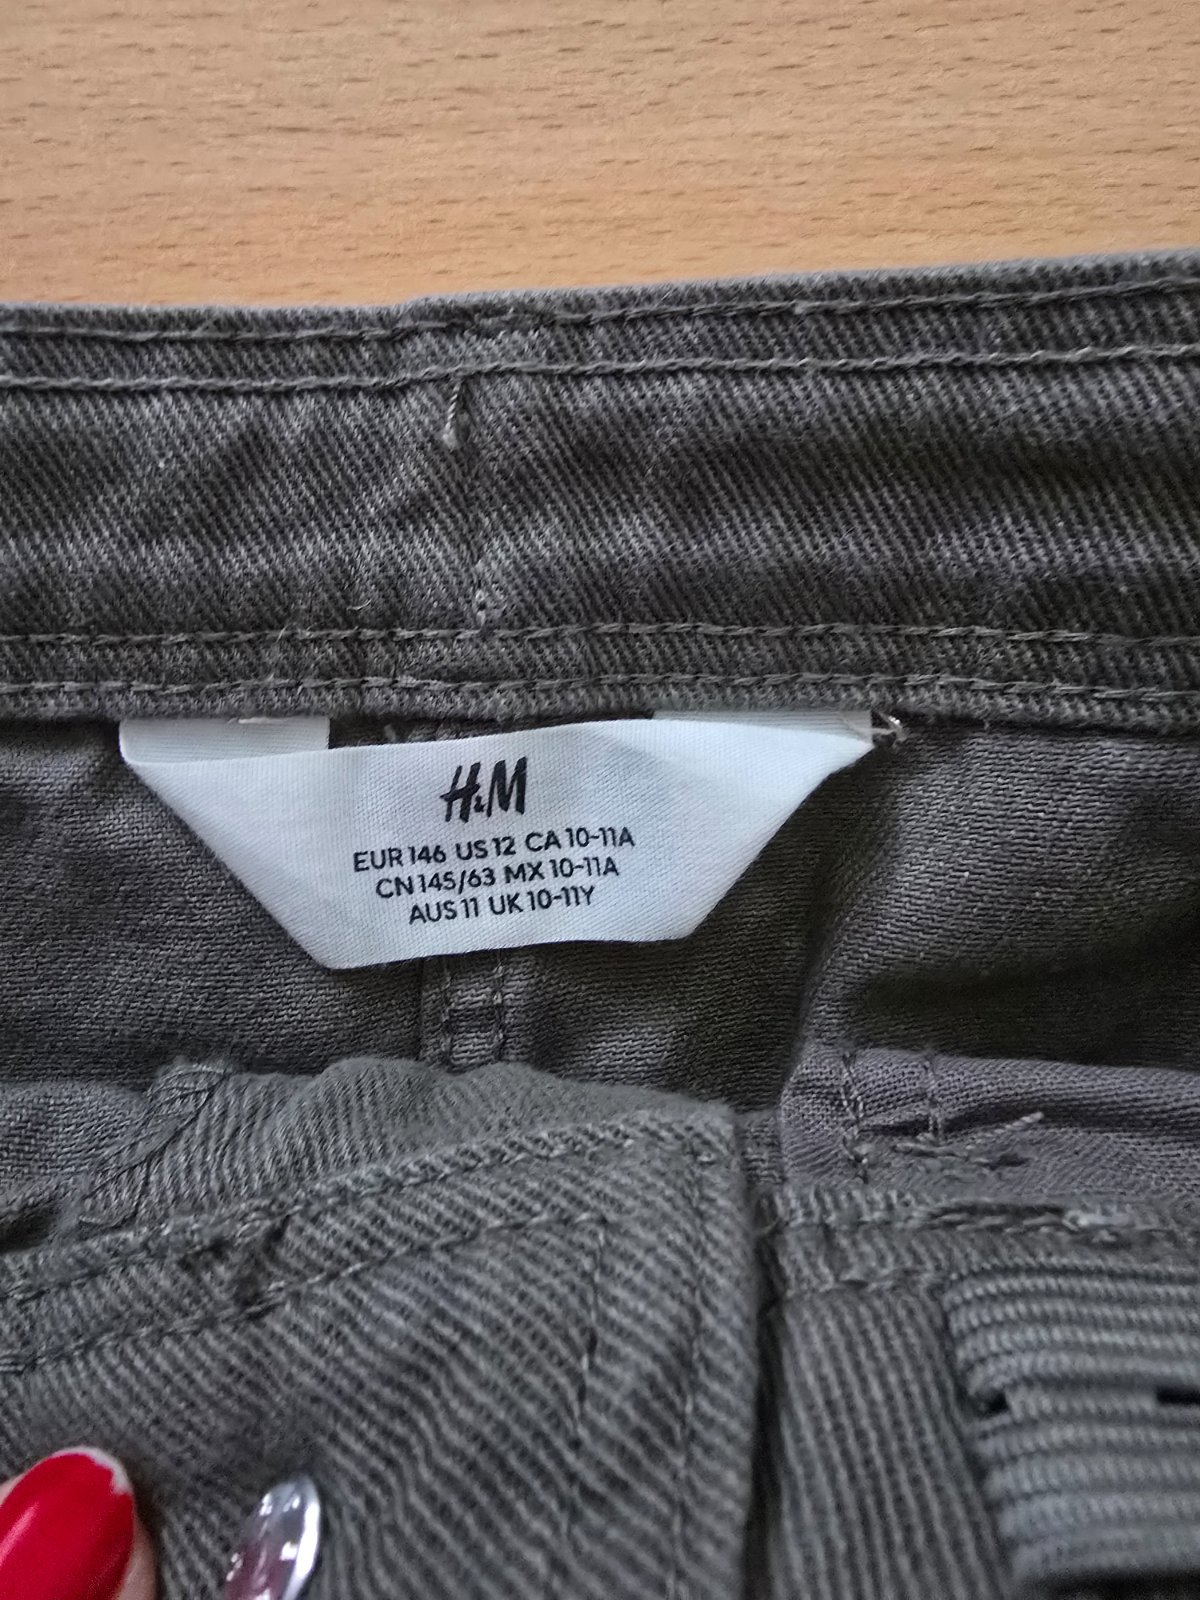 H&M
EUR 146 US 12 CA 10-11A
CN 145/63 MX 10-11A
AUS 11 UK 10-11Y